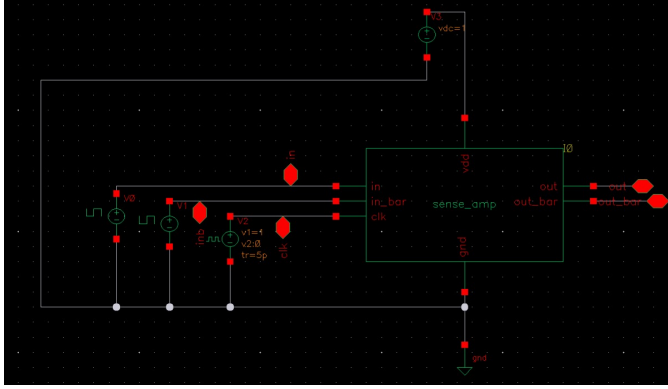 V3
vdc=1
I0
in
V0
vdd
in
out
out
V1
in_bar
sense_amp
out_bar
out_bar
V2
clk
inb
v1=1
v2:0
tr=5p
clk
gnd
gnd